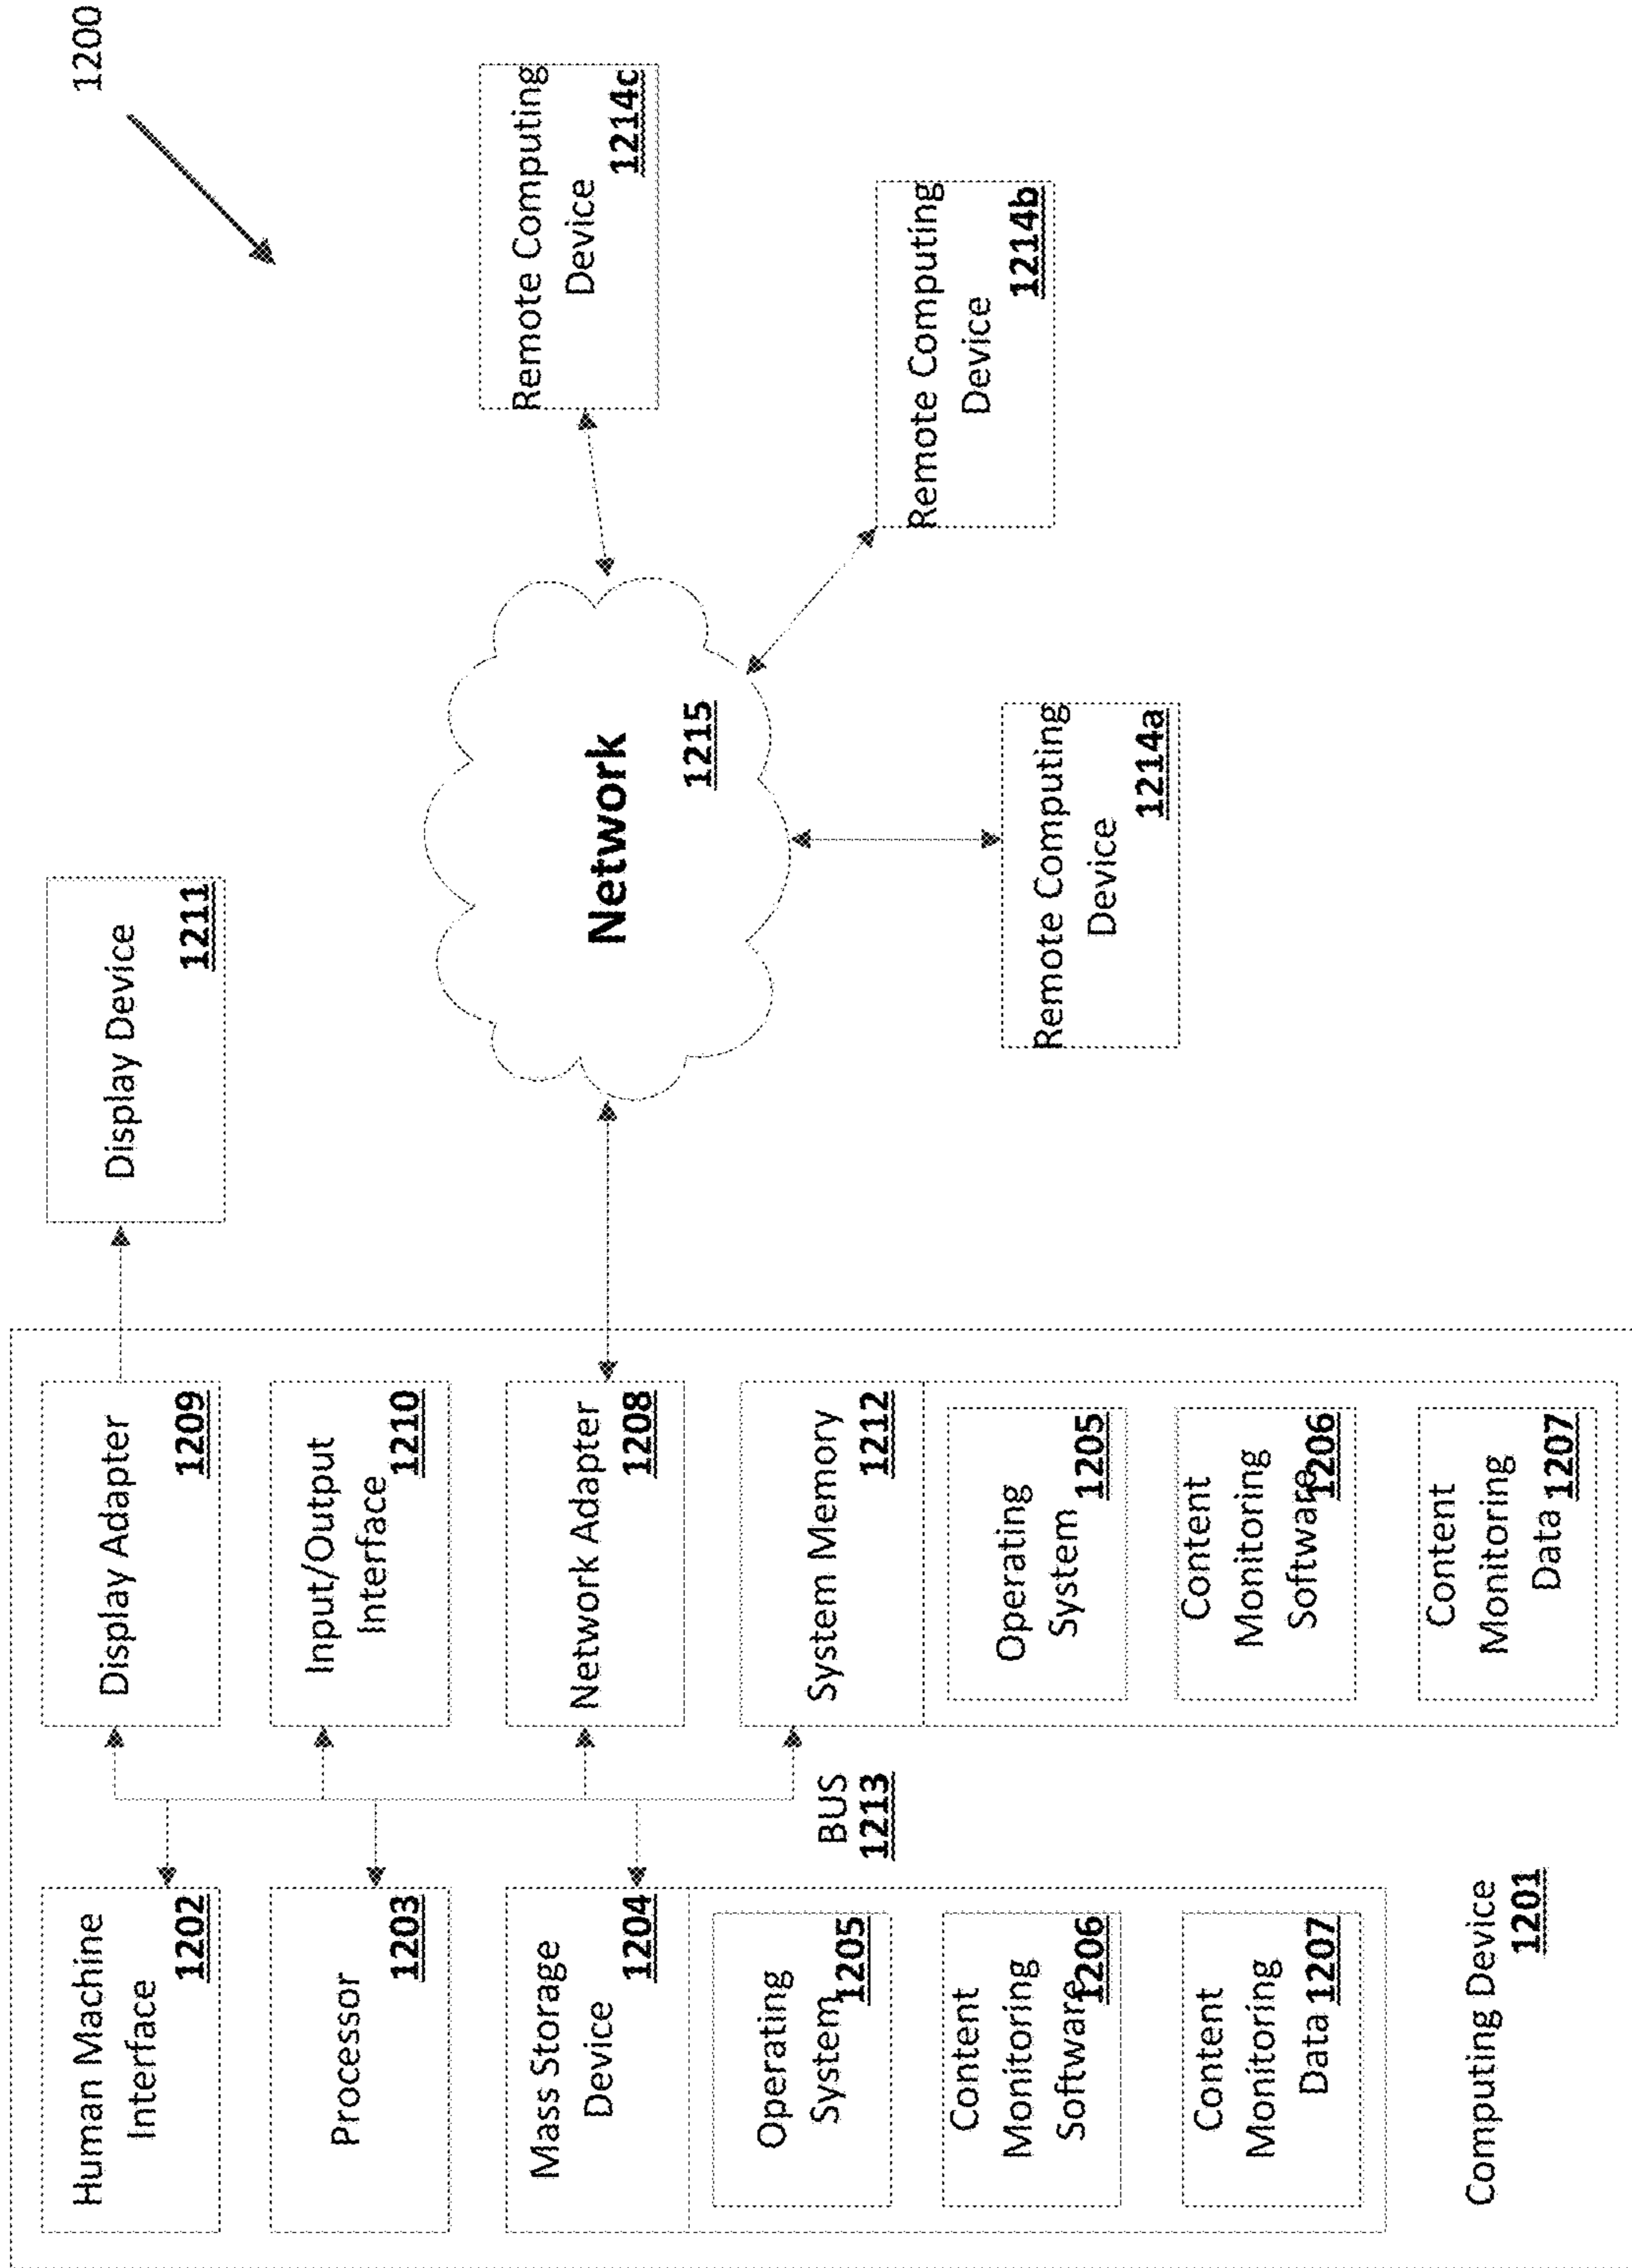 1200
Human Machine
Interface
1202
Processor
1203
Mass Storage
Device
1204
Operating
System
1205
Content
Monitoring
Software
1206
Content
Monitoring
Data
1207
Computing Device
1201
BUS
1213
Display Adapter
1209
Input/Output
Interface
1210
Network Adapter
1208
System Memory
1212
Operating
System
1205
Content
Monitoring
Software
1206
Content
Monitoring
Data
1207
Display Device
1211
Network
1215
Remote Computing
Device
1214a
Remote Computing
Device
1214b
Remote Computing
Device
1214c